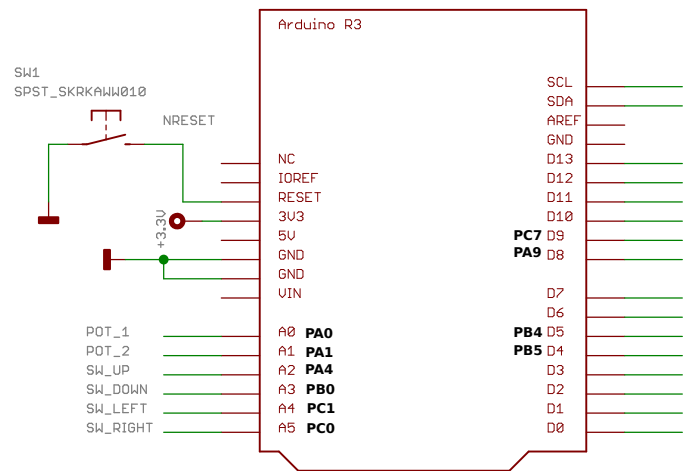 Arduino R3
SW1
SPST_SKRKAWW010
NRESET
+3.3V
NC
IOREF
RESET
3V3
5V
GND
GND
VIN
POT_1 A0 PA0
POT_2 A1 PA1
SW_UP A2 PA4
SW_DOWN A3 PB0
SW_LEFT A4 PC1
SW_RIGHT A5 PC0
SCL
SDA
AREF
GND
D13
D12
D11
D10
PC7 D9
PA9 D8
D7
D6
PB4 D5
PB5 D4
D3
D2
D1
D0